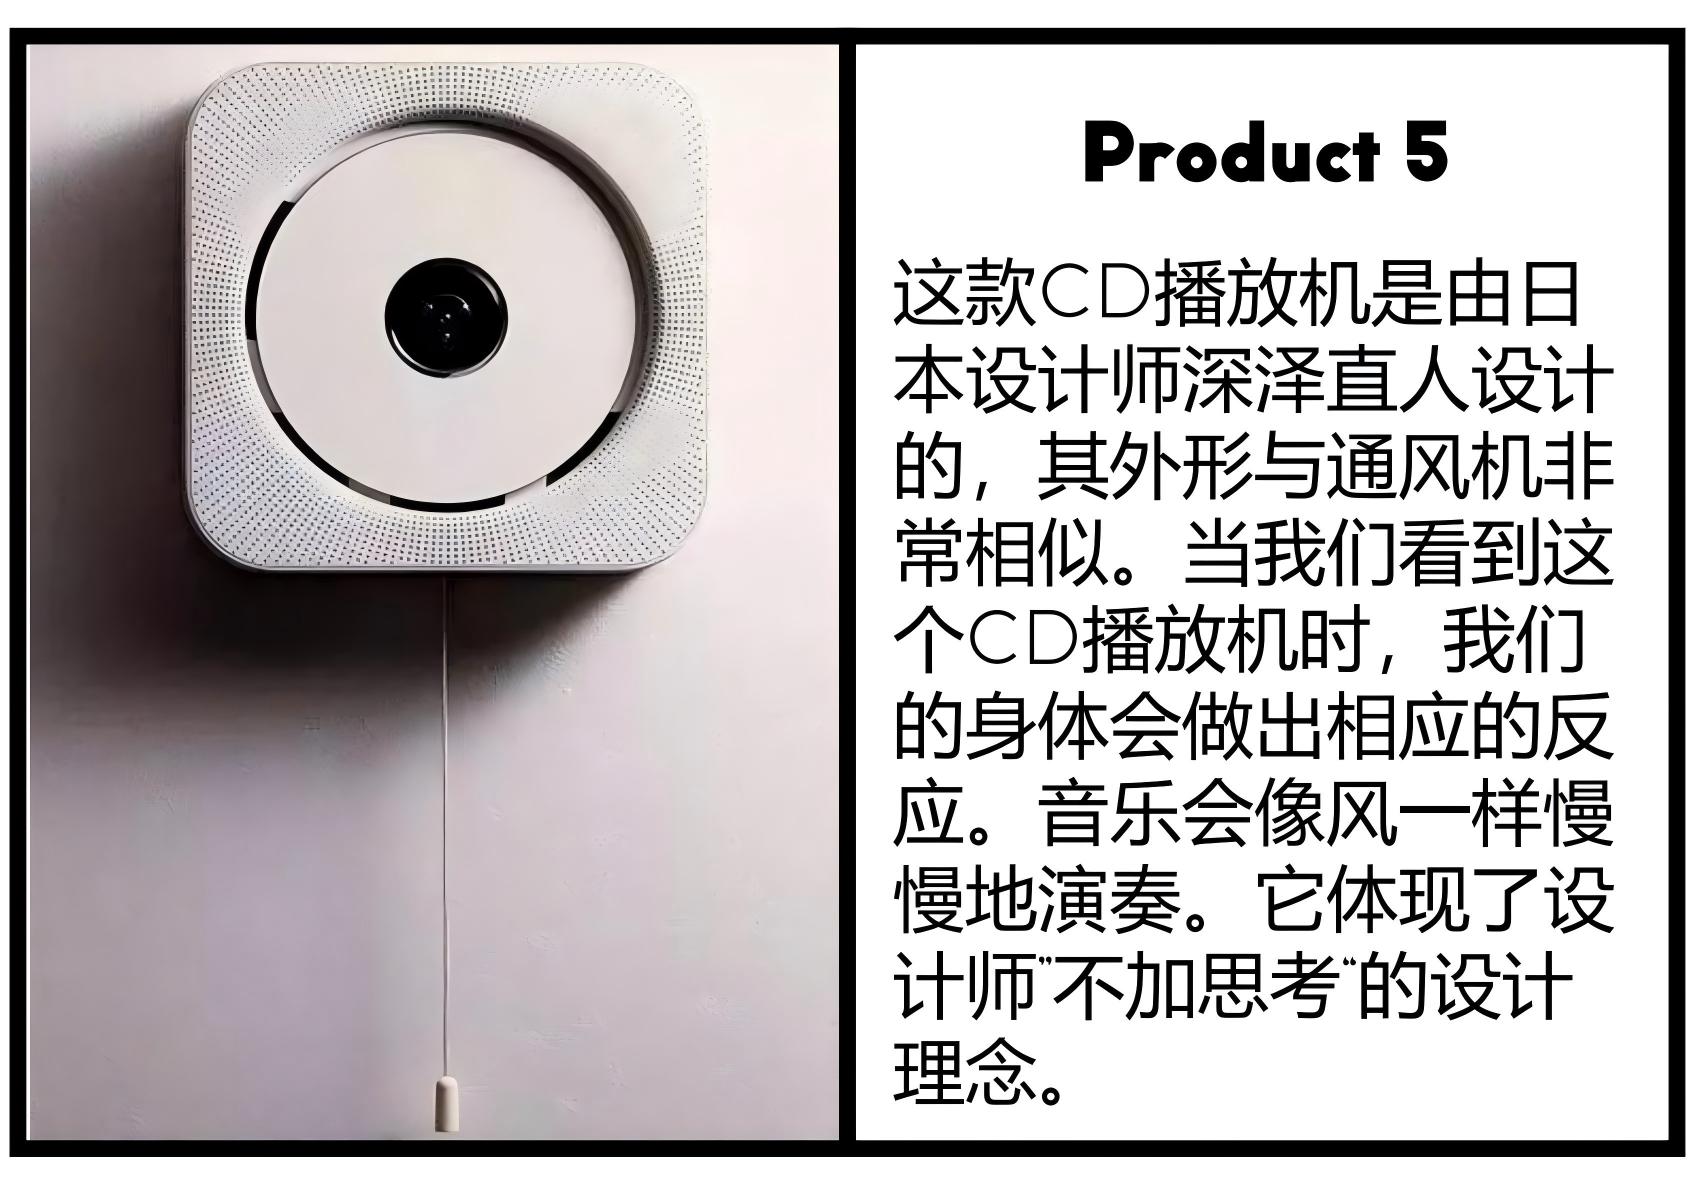 Product 5
这款CD播放机是由日
本设计师深泽直人设计
的，其外形与通风机非
常相似。当我们看到这
个CD播放机时，我们
的身体会做出相应的反
应。音乐会像风一样慢
慢地演奏。它体现了设
计师”不加思考“的设计
理念。